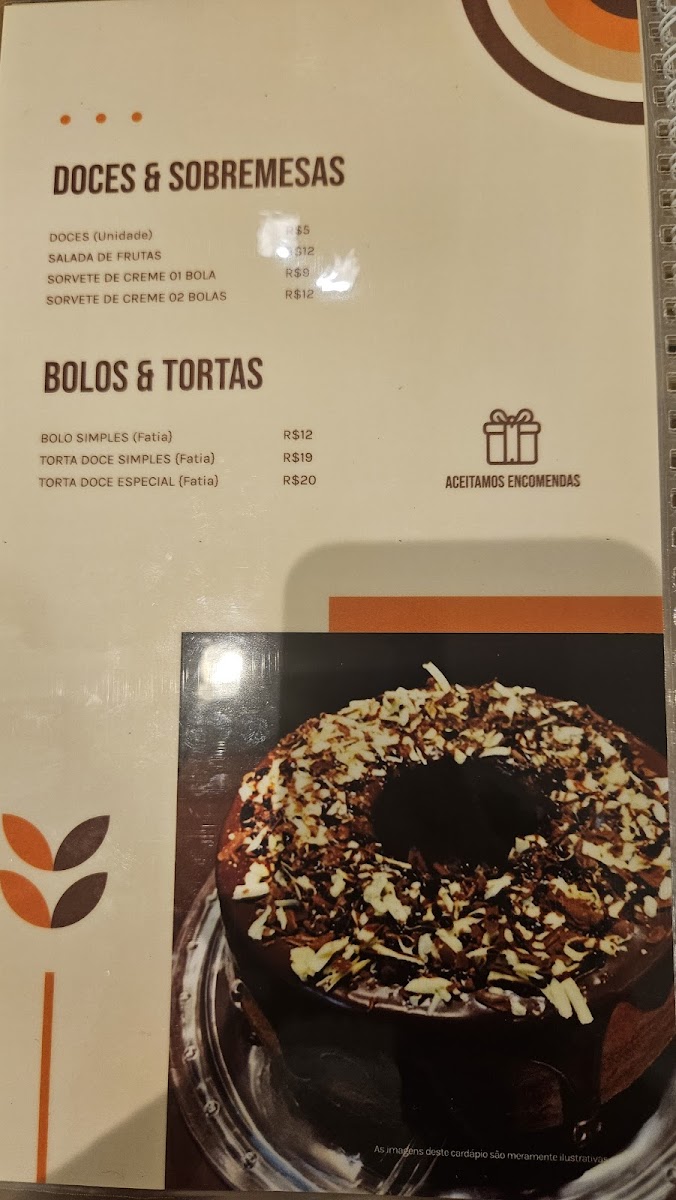 DOCES & SOBREMESAS
DOCES (Unidade) R$5
SALADA DE FRUTAS R$12
SORVETE DE CREME 01 BOLA R$9
SORVETE DE CREME 02 BOLAS R$12
BOLOS & TORTAS
BOLO SIMPLES (Fatia) R$12
TORTA DOCE SIMPLES (Fatia) R$19
TORTA DOCE ESPECIAL (Fatia) R$20
ACEITAMOS ENCOMENDAS
As imagens deste cardápio são meramente ilustrativas